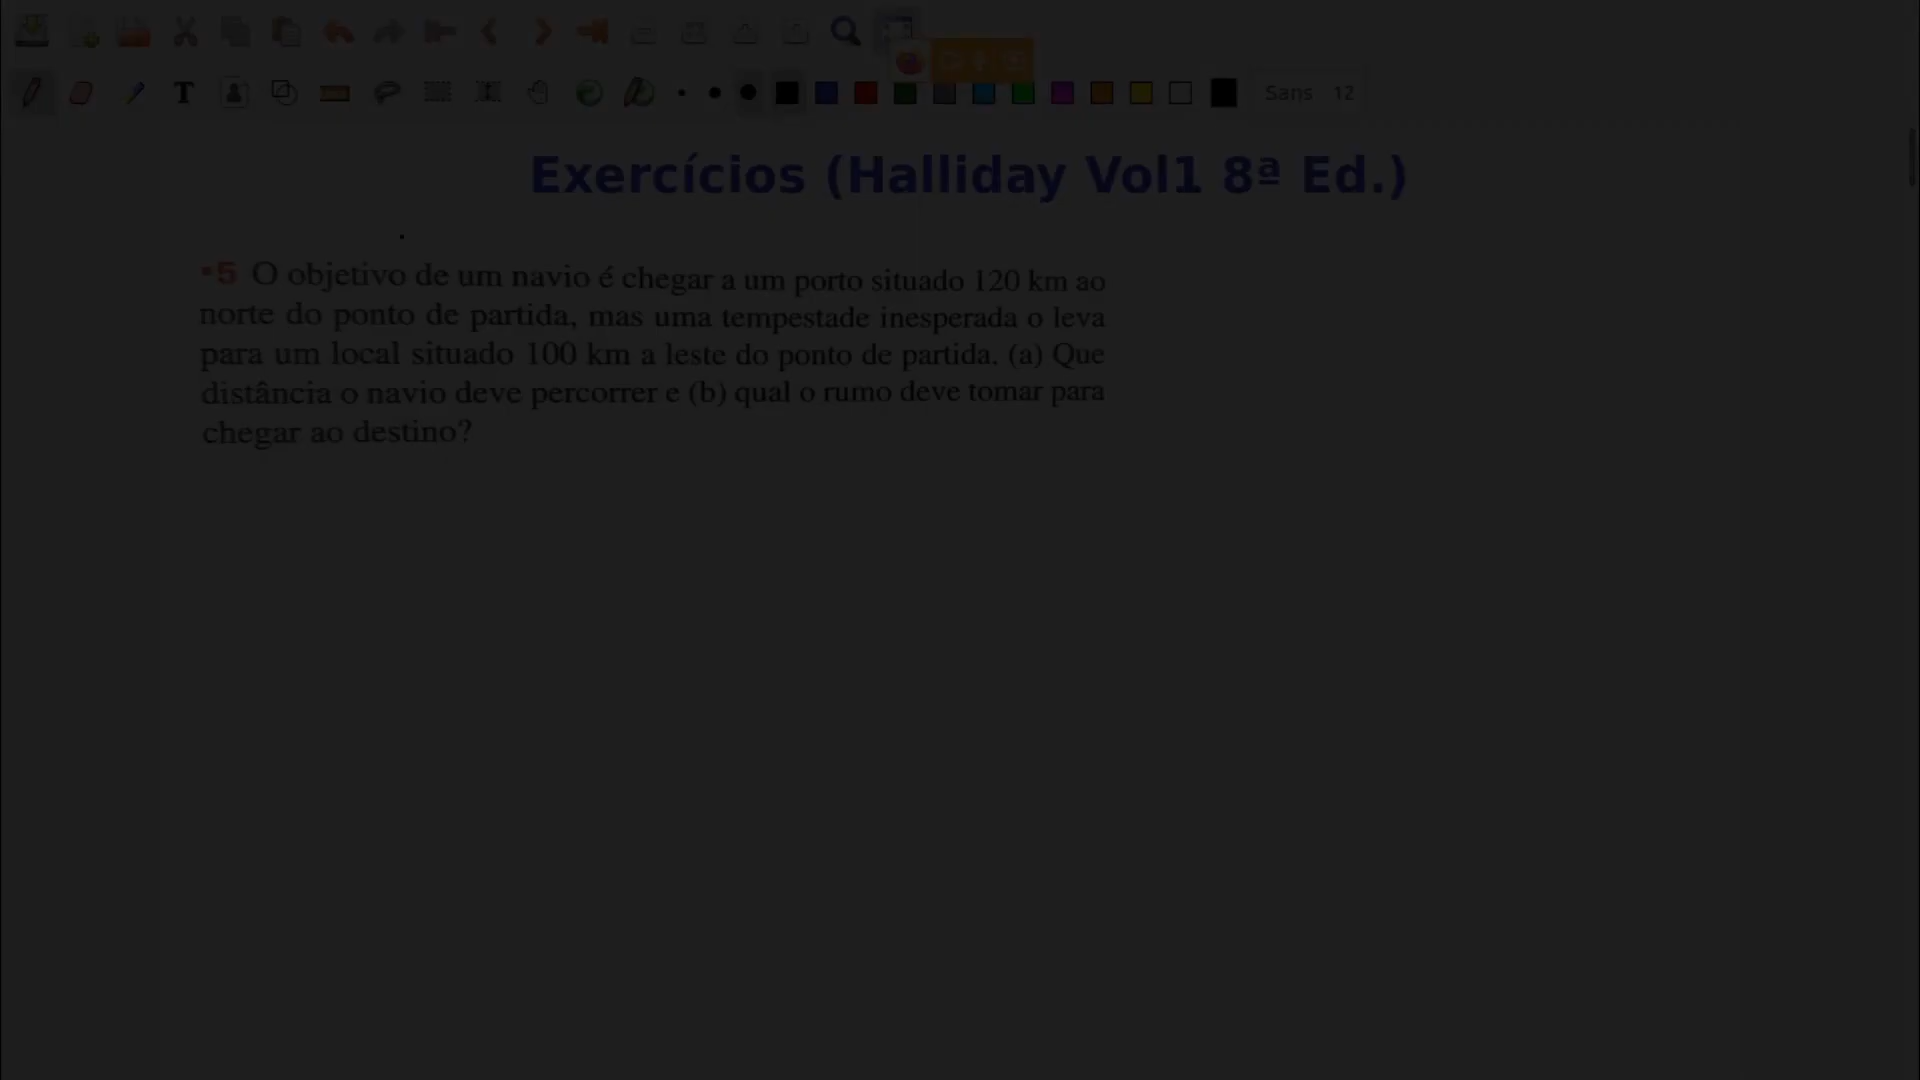 T
Sans 12
Exercícios (Halliday Vol1 8ª Ed.)
•5 O objetivo de um navio é chegar a um porto situado 120 km ao
norte do ponto de partida, mas uma tempestade inesperada o leva
para um local situado 100 km a leste do ponto de partida. (a) Que
distância o navio deve percorrer e (b) qual o rumo deve tomar para
chegar ao destino?